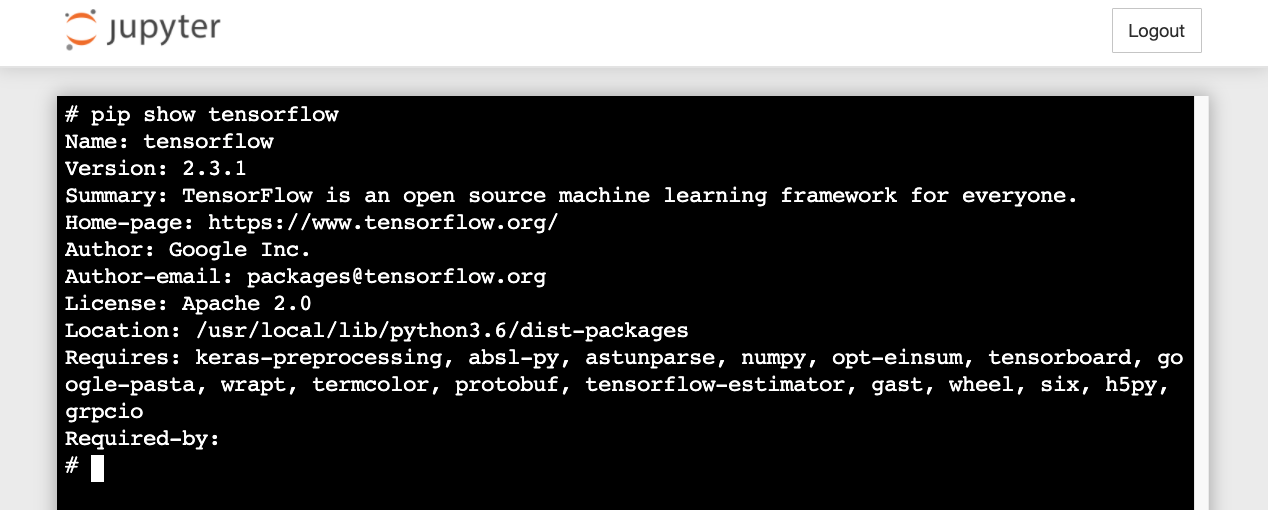 jupyter
Logout
# pip show tensorflow
Name: tensorflow
Version: 2.3.1
Summary: TensorFlow is an open source machine learning framework for everyone.
Home-page: https://www.tensorflow.org/
Author: Google Inc.
Author-email: packages@tensorflow.org
License: Apache 2.0
Location: /usr/local/lib/python3.6/dist-packages
Requires: keras-preprocessing, absl-py, astunparse, numpy, opt-einsum, tensorboard, go
ogle-pasta, wrapt, termcolor, protobuf, tensorflow-estimator, gast, wheel, six, h5py,
grpcio
Required-by:
#